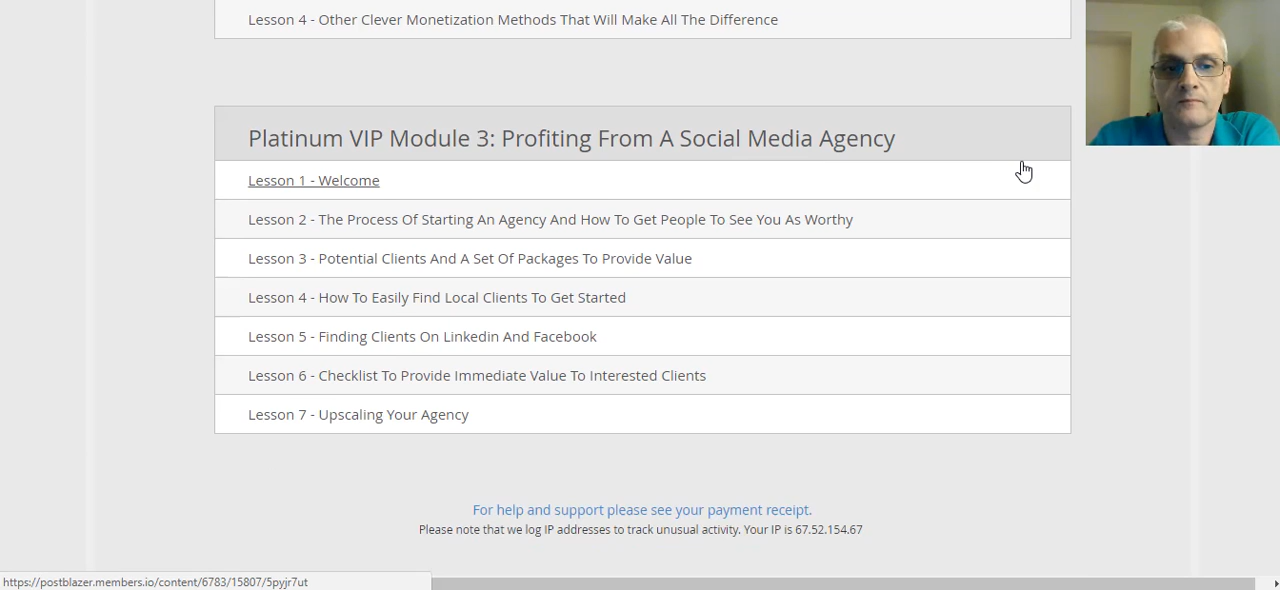 Lesson 4 - Other Clever Monetization Methods That Will Make All The Difference
Platinum VIP Module 3: Profiting From A Social Media Agency
Lesson 1 - Welcome
Lesson 2 - The Process Of Starting An Agency And How To Get People To See You As Worthy
Lesson 3 - Potential Clients And A Set Of Packages To Provide Value
Lesson 4 - How To Easily Find Local Clients To Get Started
Lesson 5 - Finding Clients On Linkedin And Facebook
Lesson 6 - Checklist To Provide Immediate Value To Interested Clients
Lesson 7 - Upscaling Your Agency
For help and support please see your payment receipt.
Please note that we log IP addresses to track unusual activity. Your IP is 67.52.154.67
https://postblazer.members.io/content/6783/15807/5pyjr7ut